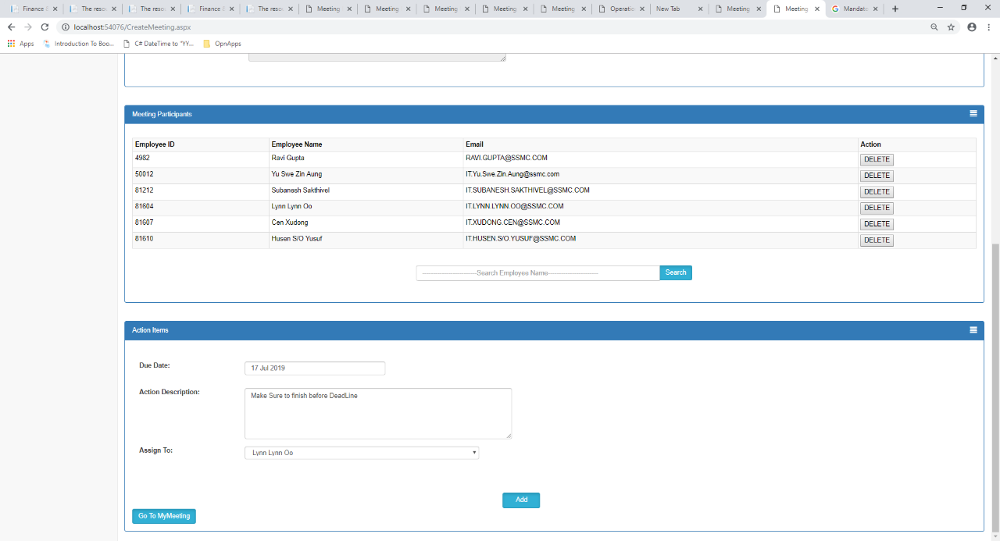 Finance
The reso
The reso
Finance
The reso
Meeting
Meeting
Meeting
Meeting
Meeting
Operatio
New Tab
Meeting
Meeting
Mandato
localhost:54076/CreateMeeting.aspx
Apps
Introduction To Boo...
C# DateTime to "YY...
OpnApps
Meeting Participants
Employee ID Employee Name Email Action
4982 Ravi Gupta RAVI.GUPTA@SSMC.COM DELETE
50012 Yu Swe Zin Aung IT.Yu.Swe.Zin.Aung@ssmc.com DELETE
81212 Subanesh Sakthivel IT.SUBANESH.SAKTHIVEL@SSMC.COM DELETE
81604 Lynn Lynn Oo IT.LYNN.LYNN.OO@SSMC.COM DELETE
81607 Cen Xudong IT.XUDONG.CEN@SSMC.COM DELETE
81610 Husen S/O Yusuf IT.HUSEN.S/O.YUSUF@SSMC.COM DELETE
-----------------------Search Employee Name--------------------- Search
Action Items
Due Date: 17 Jul 2019
Action Description: Make Sure to finish before DeadLine
Assign To: Lynn Lynn Oo
Add
Go To MyMeeting